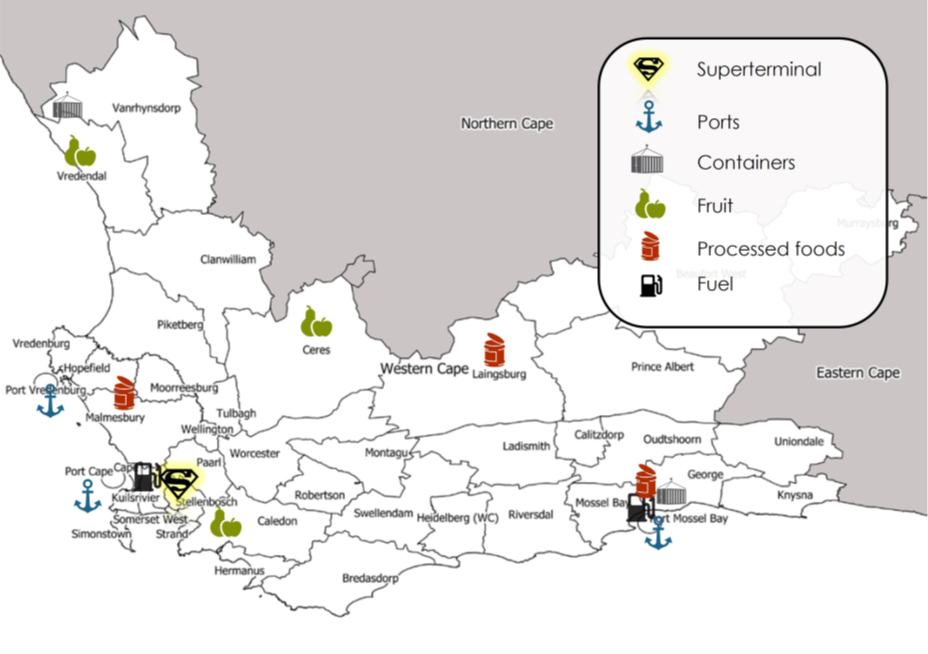 Superterminal
Ports
Containers
Fruit
Processed foods
Fuel
Northern Cape
Vanrhynsdorp
Vredendal
Murraysburg
Clanwilliam
Beaufort West
Piketberg
Vredenburg
Ceres
Hopefield
Western Cape
Laingsburg
Prince Albert
Eastern Cape
Port Vredenburg
Moorreesburg
Malmesbury
Tulbagh
Wellington
Calitzdorp
Oudtshoorn
Uniondale
Ladismith
Worcester
Montagu
Paarl
Port Cape
George
Robertson
Knysna
Kuilsrivier
Stellenbosch
Mossel Bay
Swellendam
Heidelberg (WC)
Riversdal
Port Mossel Bay
Somerset West
Caledon
Simonstown
Strand
Hermanus
Bredasdorp